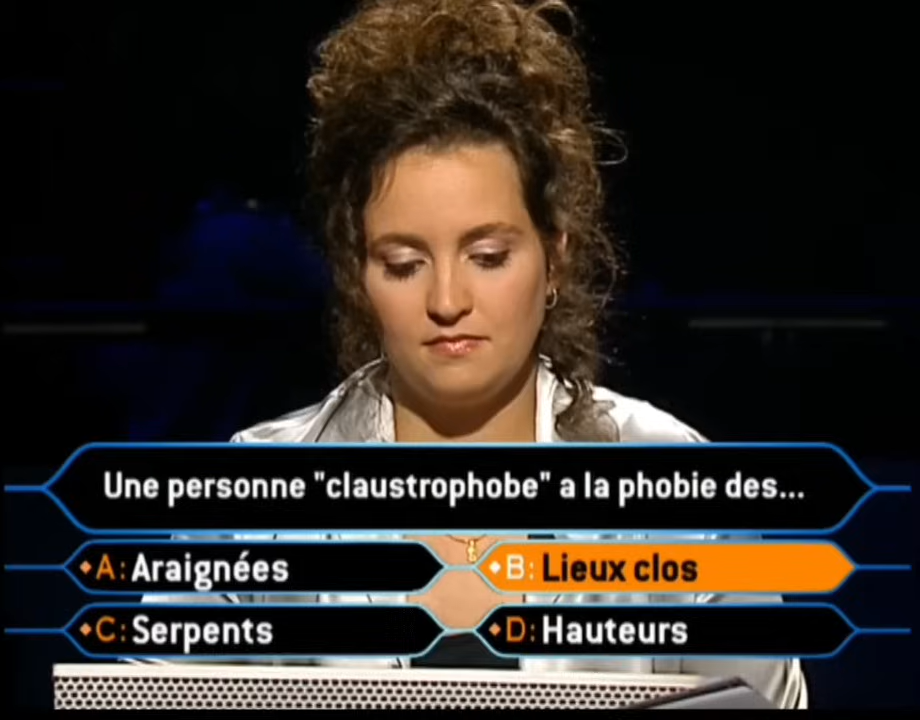 Une personne "claustrophobe" a la phobie des...
A: Araignées
B: Lieux clos
C: Serpents
D: Hauteurs